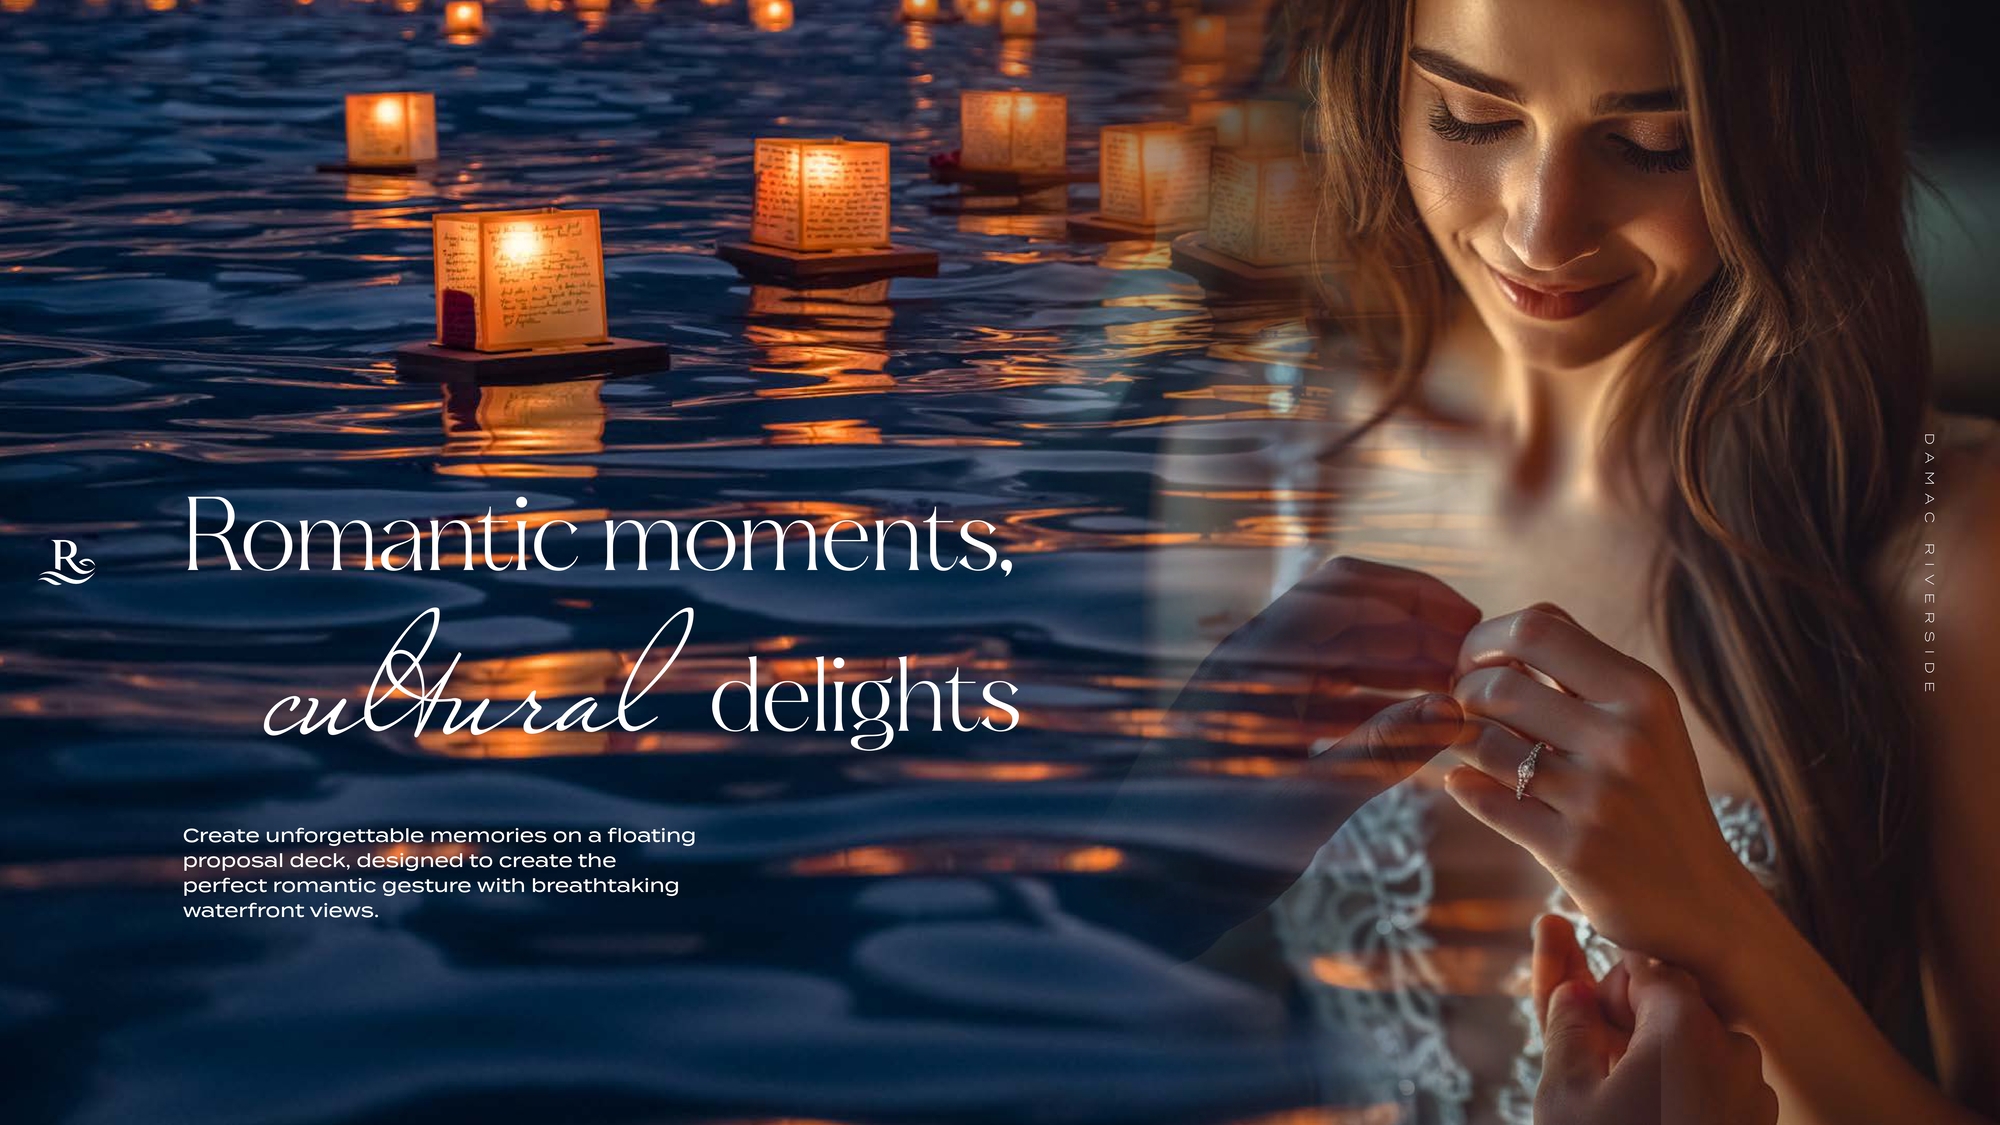 Romantic moments,
cultural delights
R
Create unforgettable memories on a floating
proposal deck, designed to create the
perfect romantic gesture with breathtaking
waterfront views.
DAMAC RIVERSIDE